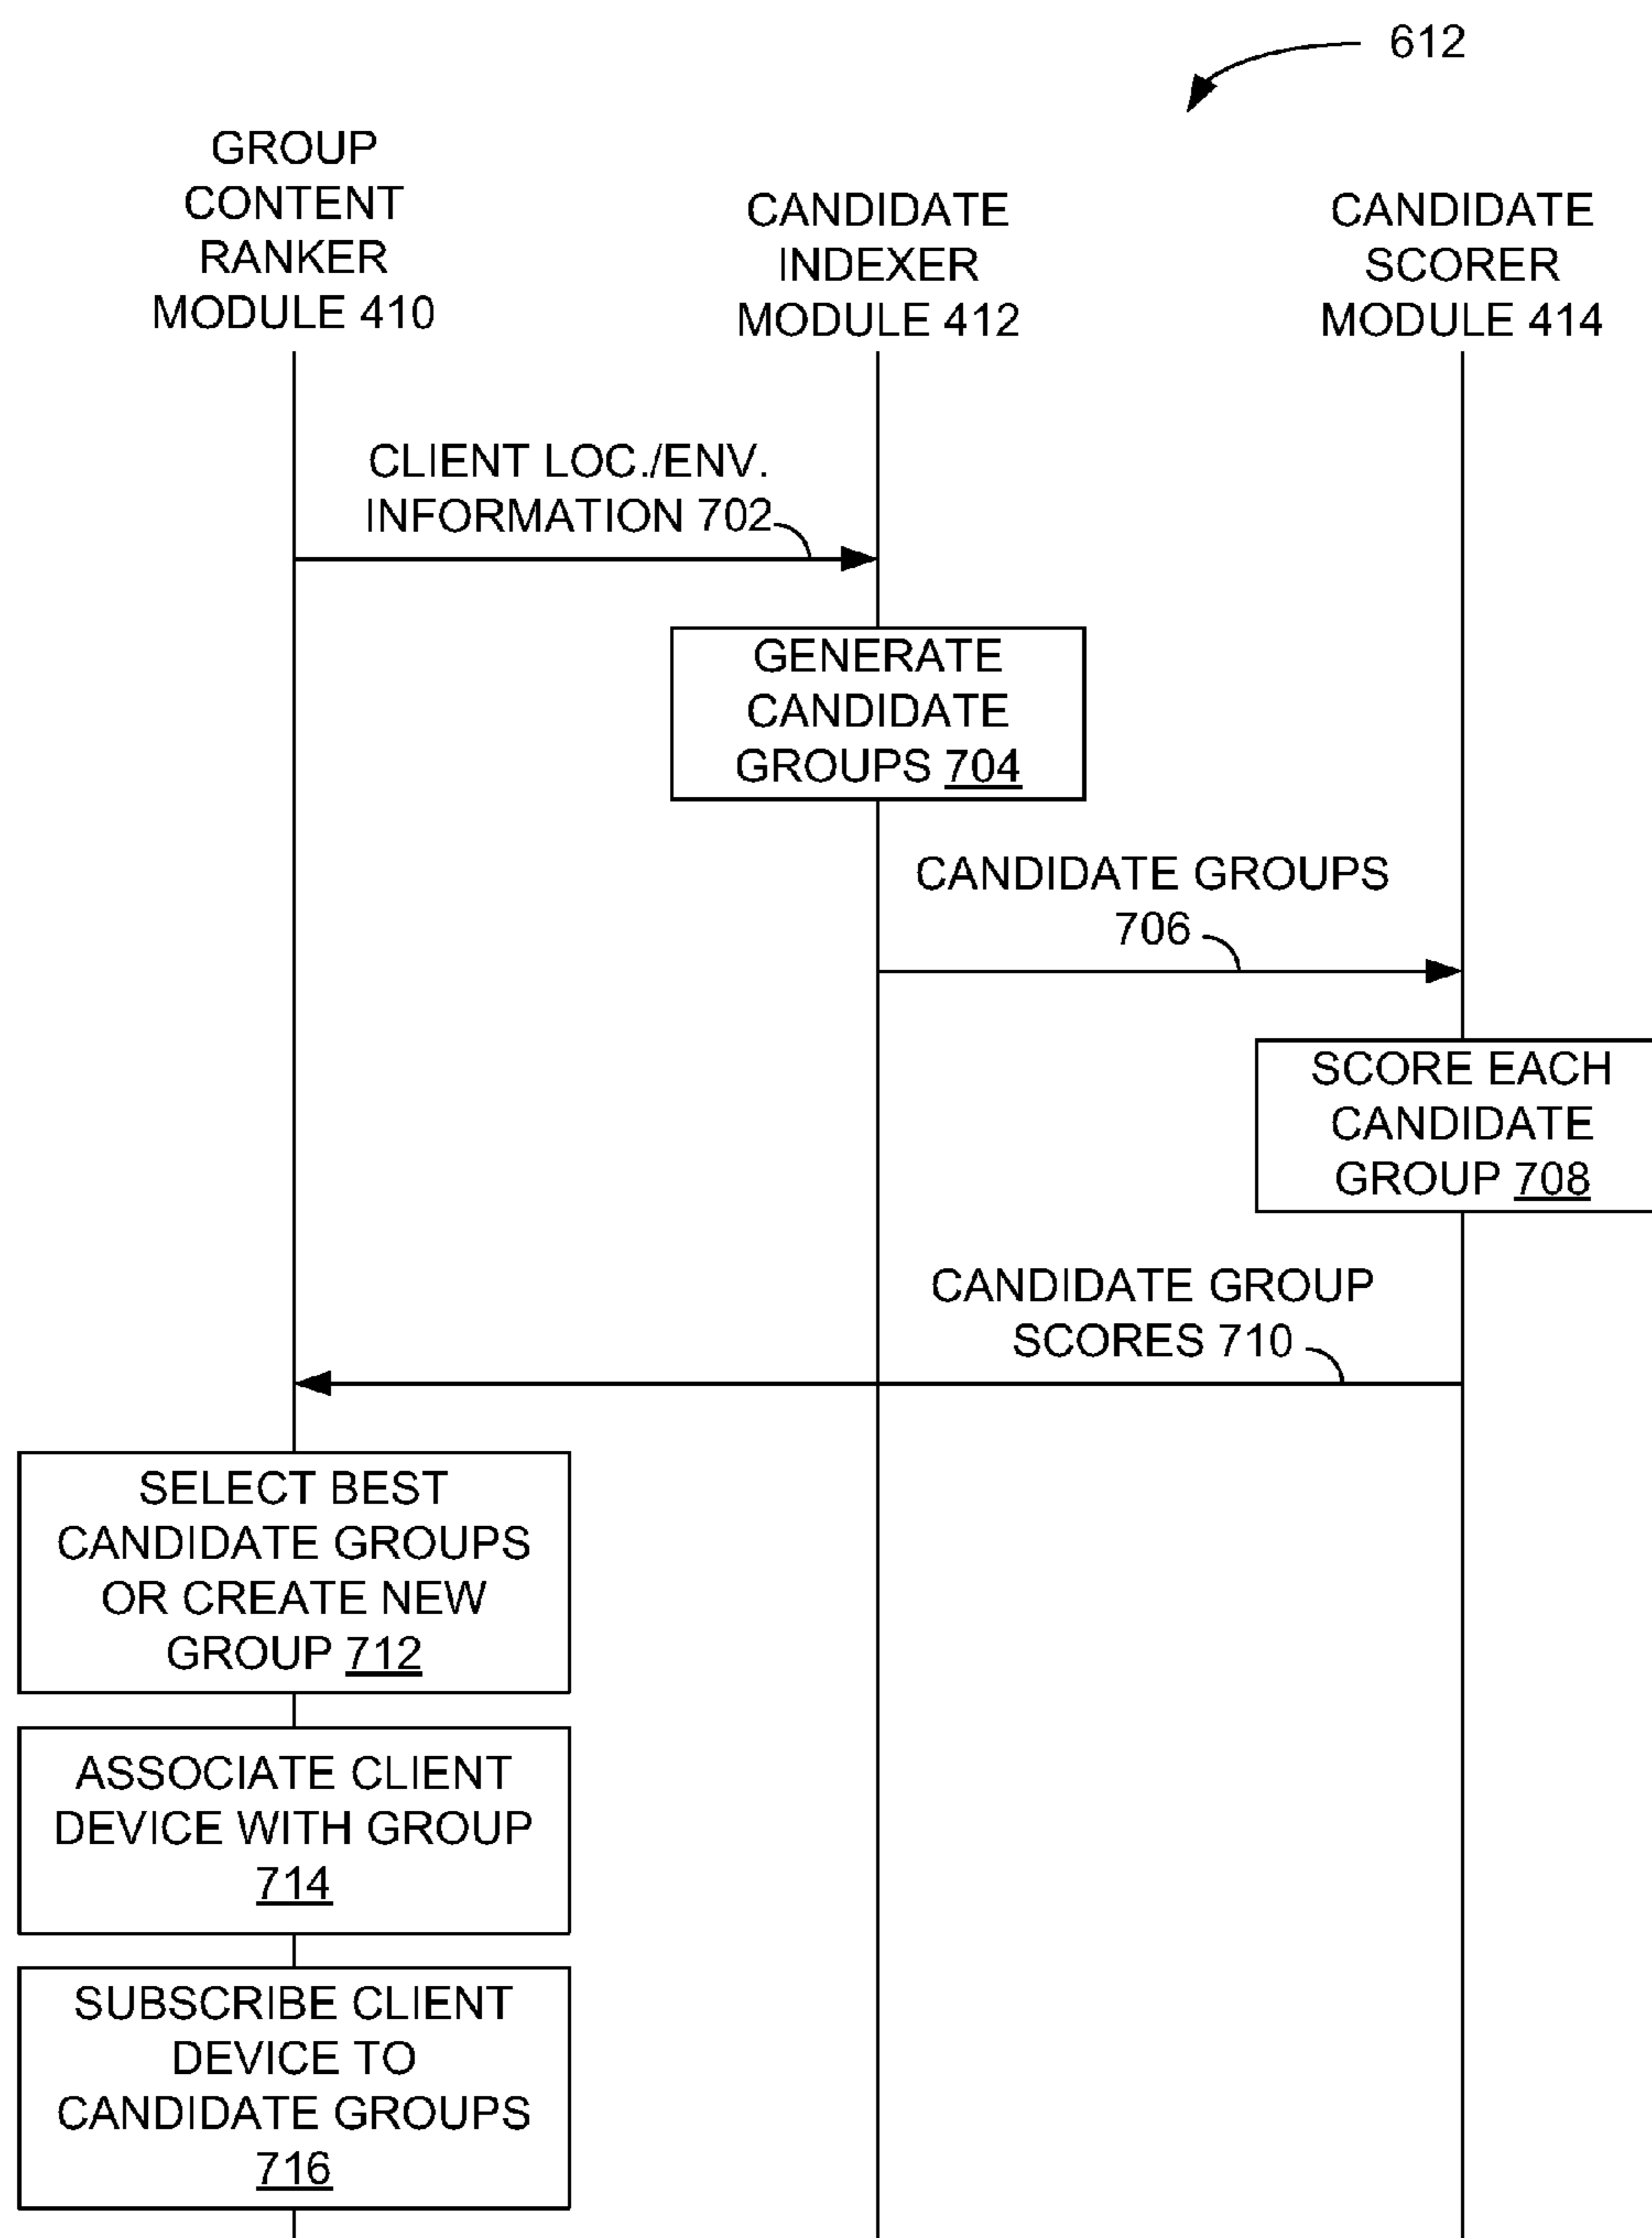 612
GROUP
CONTENT
RANKER
MODULE 410
CANDIDATE
INDEXER
MODULE 412
CANDIDATE
SCORER
MODULE 414
CLIENT LOC./ENV.
INFORMATION 702
GENERATE
CANDIDATE
GROUPS 704
CANDIDATE GROUPS
706
SCORE EACH
CANDIDATE
GROUP 708
CANDIDATE GROUP
SCORES 710
SELECT BEST
CANDIDATE GROUPS
OR CREATE NEW
GROUP 712
ASSOCIATE CLIENT
DEVICE WITH GROUP
714
SUBSCRIBE CLIENT
DEVICE TO
CANDIDATE GROUPS
716